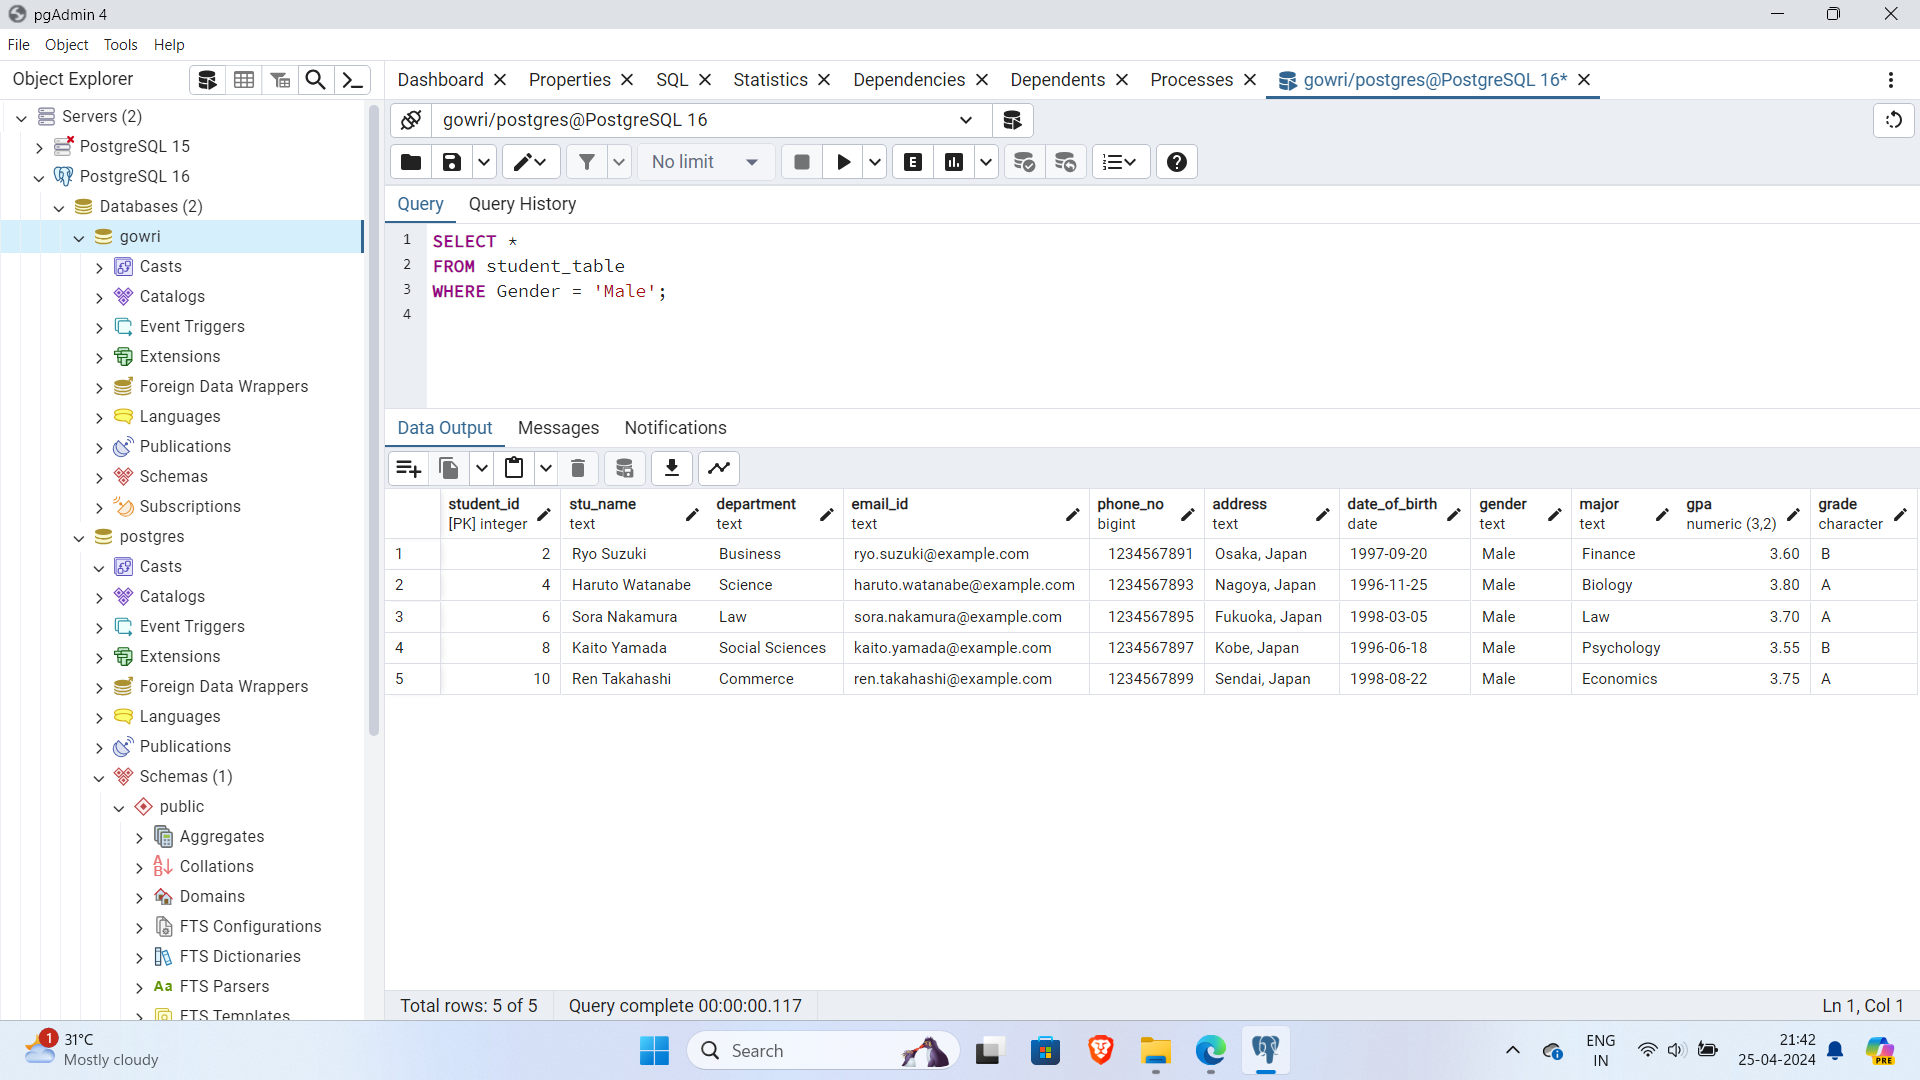 pgAdmin 4
File Object Tools Help
Object Explorer
Dashboard Properties SQL Statistics Dependencies Dependents Processes gowri/postgres@PostgreSQL 16*
Servers (2)
PostgreSQL 15
PostgreSQL 16
Databases (2)
gowri
Casts
Catalogs
Event Triggers
Extensions
Foreign Data Wrappers
Languages
Publications
Schemas
Subscriptions
postgres
Casts
Catalogs
Event Triggers
Extensions
Foreign Data Wrappers
Languages
Publications
Schemas (1)
public
Aggregates
Collations
Domains
FTS Configurations
FTS Dictionaries
Aa FTS Parsers
FTS Templates
gowri/postgres@PostgreSQL 16
No limit E
Query Query History
1 SELECT *
2 FROM student_table
3 WHERE Gender = 'Male';
4
Data Output Messages Notifications
student_id stu_name department email_id phone_no address date_of_birth gender major gpa grade
[PK] integer text text text bigint text date text text numeric (3,2) character
1 2 Ryo Suzuki Business ryo.suzuki@example.com 1234567891 Osaka, Japan 1997-09-20 Male Finance 3.60 B
2 4 Haruto Watanabe Science haruto.watanabe@example.com 1234567893 Nagoya, Japan 1996-11-25 Male Biology 3.80 A
3 6 Sora Nakamura Law sora.nakamura@example.com 1234567895 Fukuoka, Japan 1998-03-05 Male Law 3.70 A
4 8 Kaito Yamada Social Sciences kaito.yamada@example.com 1234567897 Kobe, Japan 1996-06-18 Male Psychology 3.55 B
5 10 Ren Takahashi Commerce ren.takahashi@example.com 1234567899 Sendai, Japan 1998-08-22 Male Economics 3.75 A
Total rows: 5 of 5 Query complete 00:00:00.117 Ln 1, Col 1
1 31°C
Mostly cloudy
Search
ENG
IN
21:42
25-04-2024
PRE